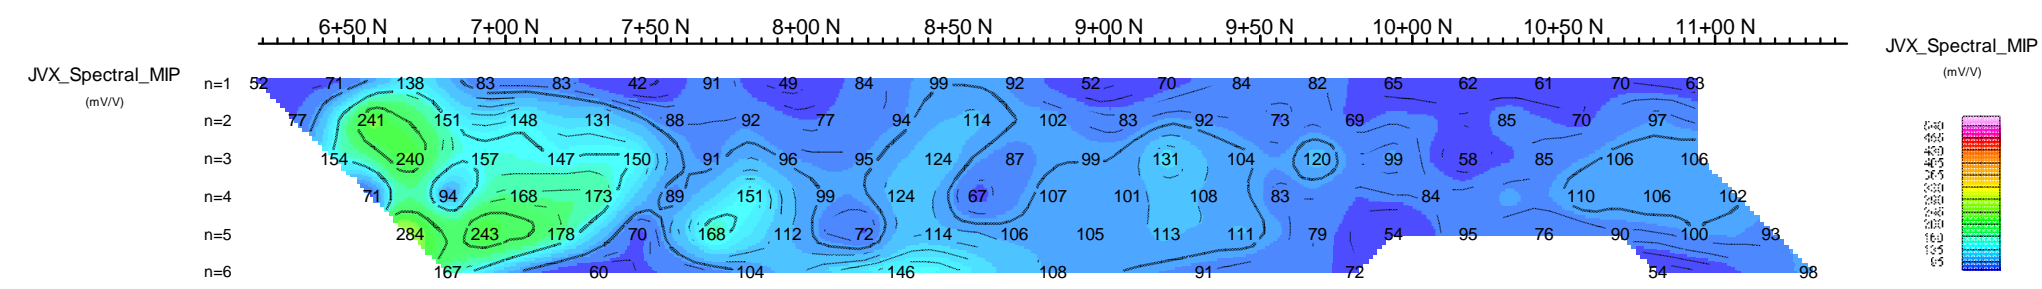 6+50 N 7+00 N 7+50 N 8+00 N 8+50 N 9+00 N 9+50 N 10+00 N 10+50 N 11+00 N
JVX_Spectral_MIP
(mV/V)
n=1 52 71 138 83 83 42 91 49 84 99 92 52 70 84 82 65 62 61 70 63
n=2 77 241 151 148 131 88 92 77 94 114 102 83 92 73 69 85 70 97
n=3 154 240 157 147 150 91 96 95 124 87 99 131 104 120 99 58 85 106 106
n=4 71 94 168 173 89 151 99 124 67 107 101 108 83 84 110 106 102
n=5 284 243 178 70 168 112 72 114 106 105 113 111 79 54 95 76 90 100 93
n=6 167 60 104 146 108 91 72 54 98
JVX_Spectral_MIP
(mV/V)